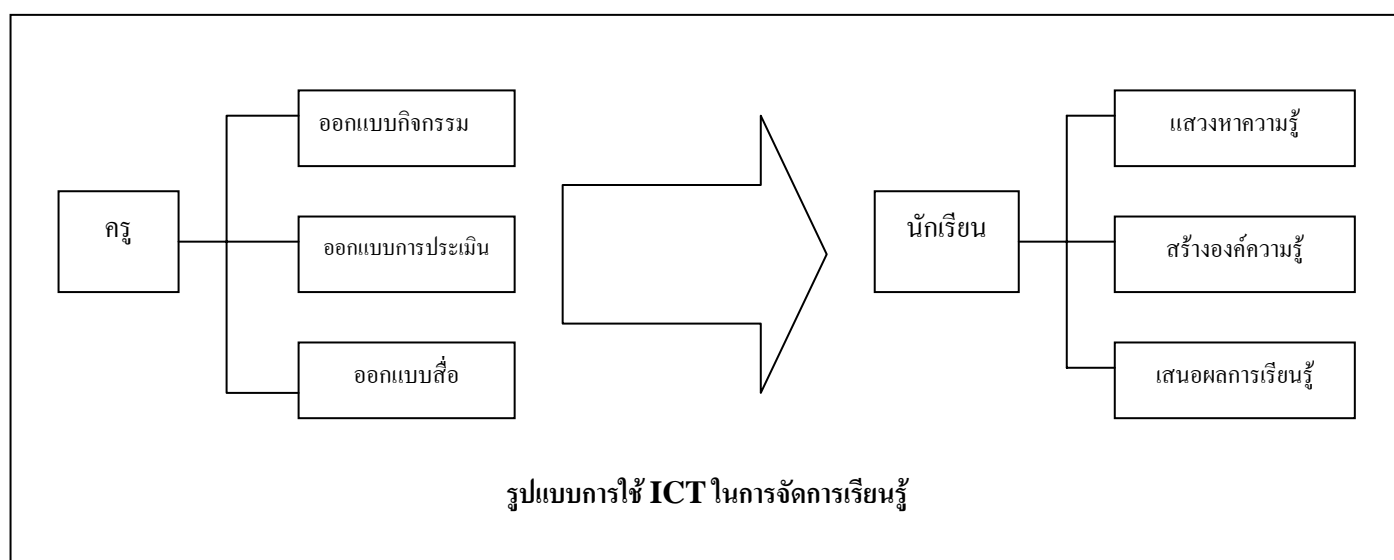 ครู
ออกแบบกิจกรรม
ออกแบบการประเมิน
ออกแบบสื่อ
นักเรียน
แสวงหาความรู้
สร้างองค์ความรู้
เสนอผลการเรียนรู้
รูปแบบการใช้ ICT ในการจัดการเรียนรู้